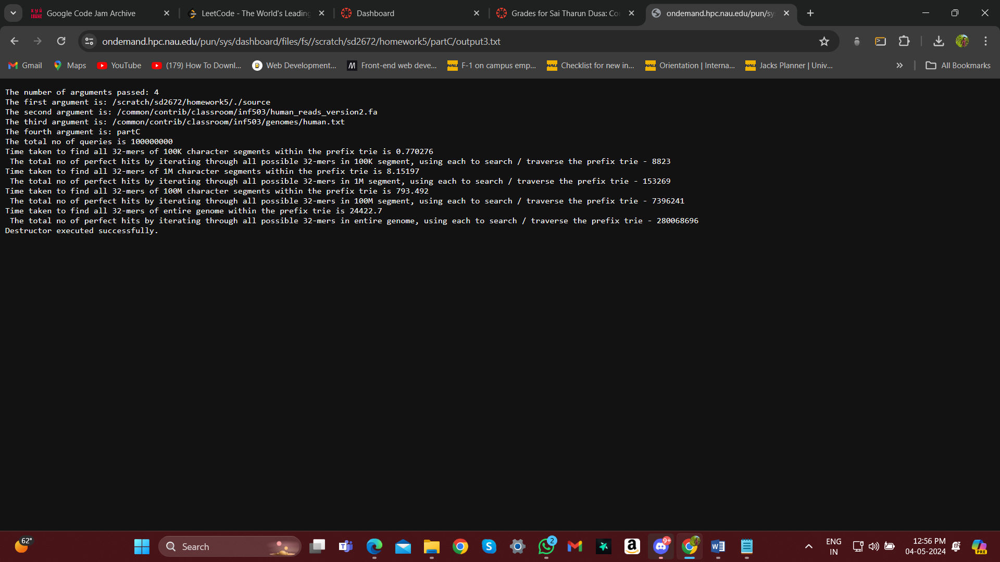 Google Code Jam Archive
LeetCode - The World's Leading
Dashboard
Grades for Sai Tharun Dusa: Co
ondemand.hpc.nau.edu/pun/sy
ondemand.hpc.nau.edu/pun/sys/dashboard/files/fs//scratch/sd2672/homework5/partC/output3.txt
Gmail
Maps
YouTube
(179) How To Downl...
Web Development...
Front-end web deve...
NAU F-1 on campus emp...
NAU Checklist for new in...
NAU Orientation | Interna...
NAU Jacks Planner | Univ...
All Bookmarks
The number of arguments passed: 4
The first argument is: /scratch/sd2672/homework5/./source
The second argument is: /common/contrib/classroom/inf503/human_reads_version2.fa
The third argument is: /common/contrib/classroom/inf503/genomes/human.txt
The fourth argument is: partC
The total no of queries is 100000000
Time taken to find all 32-mers of 100K character segments within the prefix trie is 0.770276
The total no of perfect hits by iterating through all possible 32-mers in 100K segment, using each to search / traverse the prefix trie - 8823
Time taken to find all 32-mers of 1M character segments within the prefix trie is 8.15197
The total no of perfect hits by iterating through all possible 32-mers in 1M segment, using each to search / traverse the prefix trie - 153269
Time taken to find all 32-mers of 100M character segments within the prefix trie is 793.492
The total no of perfect hits by iterating through all possible 32-mers in 100M segment, using each to search / traverse the prefix trie - 7396241
Time taken to find all 32-mers of entire genome within the prefix trie is 24422.7
The total no of perfect hits by iterating through all possible 32-mers in entire genome, using each to search / traverse the prefix trie - 280068696
Destructor executed successfully.
62°
Search
2
9+
ENG
IN
12:56 PM
04-05-2024
PRE